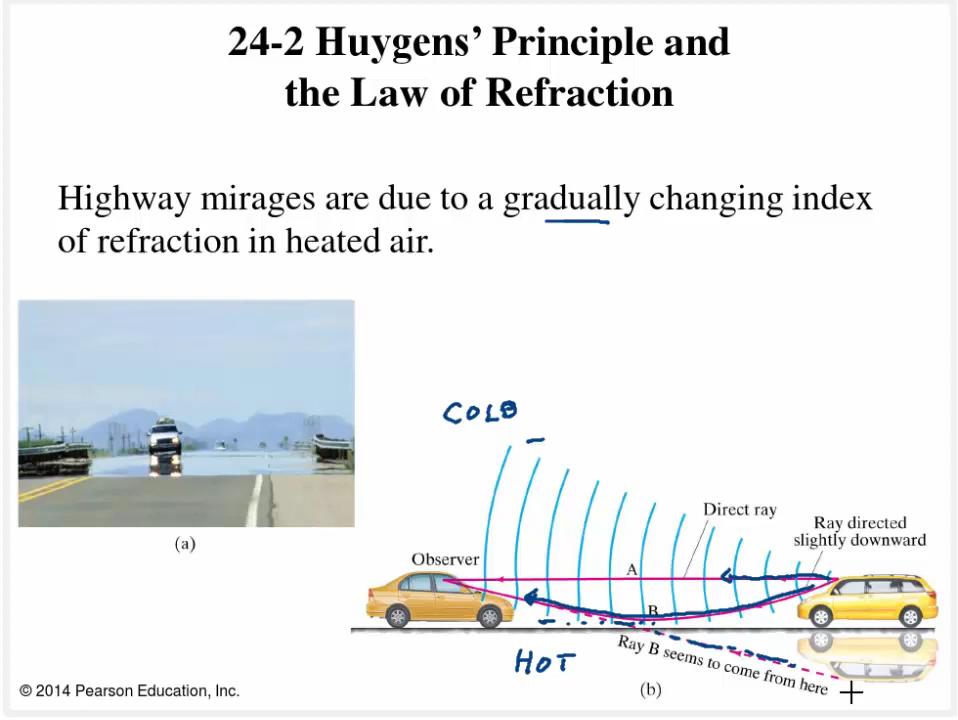 24-2 Huygens’ Principle and
the Law of Refraction
Highway mirages are due to a gradually changing index
of refraction in heated air.
COLD
Direct ray
Ray directed
slightly downward
(a)
Observer
A
B
HOT
Ray B seems to come from here
(b)
© 2014 Pearson Education, Inc.